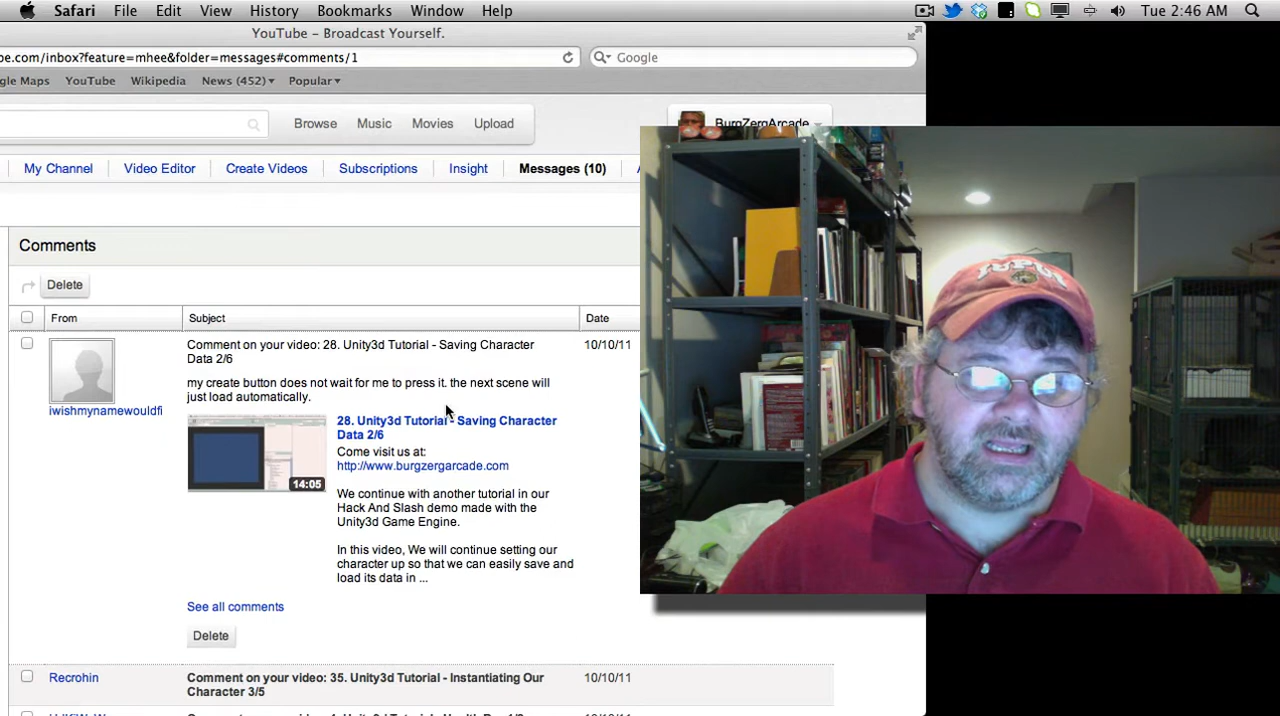 Safari File Edit View History Bookmarks Window Help Tue 2:46 AM
YouTube – Broadcast Yourself.
be.com/inbox?feature=mhee&folder=messages#comments/1
Google
gle Maps YouTube Wikipedia News (452) Popular
Browse Music Movies Upload BurgZergArcade
My Channel Video Editor Create Videos Subscriptions Insight Messages (10) A
Comments
Delete
From Subject Date
Comment on your video: 28. Unity3d Tutorial - Saving Character 10/10/11
Data 2/6
my create button does not wait for me to press it. the next scene will
just load automatically.
iwishmynamewouldfi
28. Unity3d Tutorial - Saving Character
Data 2/6
Come visit us at:
http://www.burgzergarcade.com
14:05
We continue with another tutorial in our
Hack And Slash demo made with the
Unity3d Game Engine.
In this video, We will continue setting our
character up so that we can easily save and
load its data in ...
See all comments
Delete
Recrohin Comment on your video: 35. Unity3d Tutorial - Instantiating Our 10/10/11
Character 3/5